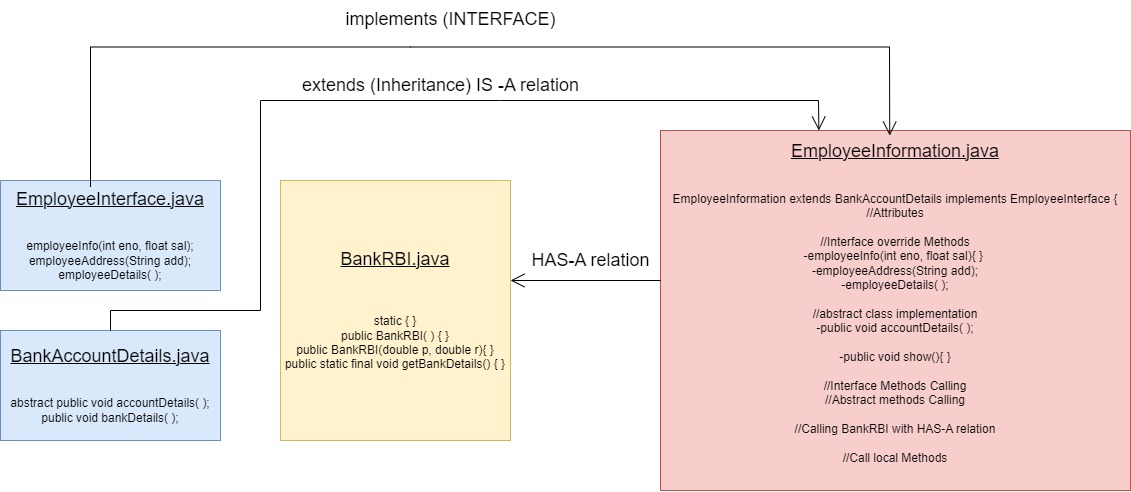 implements (INTERFACE)
extends (Inheritance) IS -A relation
EmployeeInterface.java
employeeInfo(int eno, float sal);
employeeAddress(String add);
employeeDetails( );
BankAccountDetails.java
abstract public void accountDetails( );
public void bankDetails( );
BankRBI.java
static { }
public BankRBI( ) { }
public BankRBI(double p, double r){ }
public static final void getBankDetails() { }
HAS-A relation
EmployeeInformation.java
EmployeeInformation extends BankAccountDetails implements EmployeeInterface {
//Attributes
//Interface override Methods
-employeeInfo(int eno, float sal){ }
-employeeAddress(String add);
-employeeDetails( );
//abstract class implementation
-public void accountDetails( );
-public void show(){ }
//Interface Methods Calling
//Abstract methods Calling
//Calling BankRBI with HAS-A relation
//Call local Methods